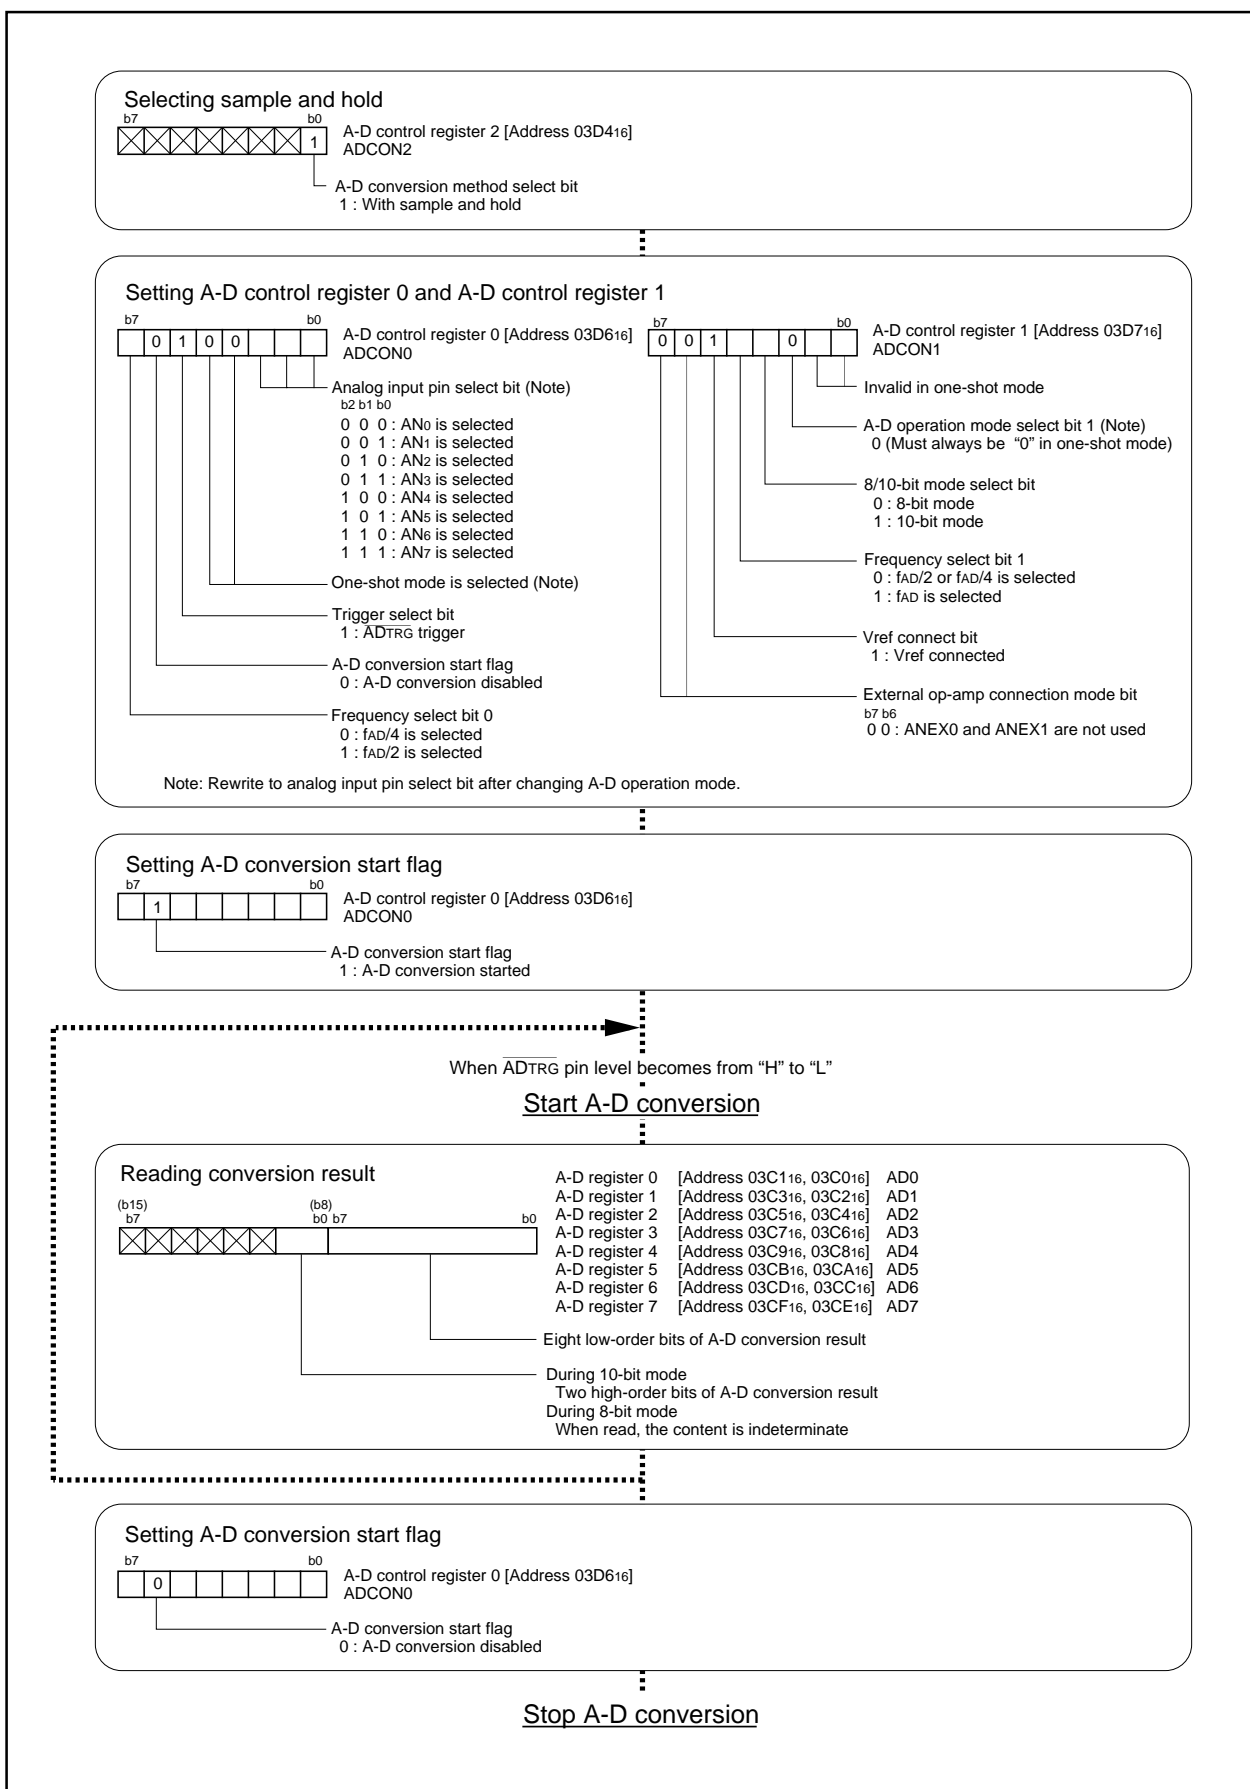 Selecting sample and hold
b7 b0
1
A-D control register 2 [Address 03D416]
ADCON2
A-D conversion method select bit
1 : With sample and hold
Setting A-D control register 0 and A-D control register 1
b7 b0
0 1 0 0
A-D control register 0 [Address 03D616]
ADCON0
Analog input pin select bit (Note)
b2 b1 b0
0 0 0 : AN0 is selected
0 0 1 : AN1 is selected
0 1 0 : AN2 is selected
0 1 1 : AN3 is selected
1 0 0 : AN4 is selected
1 0 1 : AN5 is selected
1 1 0 : AN6 is selected
1 1 1 : AN7 is selected
One-shot mode is selected (Note)
Trigger select bit
1 : ADTRG trigger
A-D conversion start flag
0 : A-D conversion disabled
Frequency select bit 0
0 : fAD/4 is selected
1 : fAD/2 is selected
b7 b0
0 0 1 0
A-D control register 1 [Address 03D716]
ADCON1
Invalid in one-shot mode
A-D operation mode select bit 1 (Note)
0 (Must always be “0” in one-shot mode)
8/10-bit mode select bit
0 : 8-bit mode
1 : 10-bit mode
Frequency select bit 1
0 : fAD/2 or fAD/4 is selected
1 : fAD is selected
Vref connect bit
1 : Vref connected
External op-amp connection mode bit
b7 b6
0 0 : ANEX0 and ANEX1 are not used
Note: Rewrite to analog input pin select bit after changing A-D operation mode.
Setting A-D conversion start flag
b7 b0
1
A-D control register 0 [Address 03D616]
ADCON0
A-D conversion start flag
1 : A-D conversion started
When ADTRG pin level becomes from “H” to “L”
Start A-D conversion
Reading conversion result
(b15) (b8)
b7 b0 b7 b0
A-D register 0 [Address 03C116, 03C016] AD0
A-D register 1 [Address 03C316, 03C216] AD1
A-D register 2 [Address 03C516, 03C416] AD2
A-D register 3 [Address 03C716, 03C616] AD3
A-D register 4 [Address 03C916, 03C816] AD4
A-D register 5 [Address 03CB16, 03CA16] AD5
A-D register 6 [Address 03CD16, 03CC16] AD6
A-D register 7 [Address 03CF16, 03CE16] AD7
Eight low-order bits of A-D conversion result
During 10-bit mode
Two high-order bits of A-D conversion result
During 8-bit mode
When read, the content is indeterminate
Setting A-D conversion start flag
b7 b0
0
A-D control register 0 [Address 03D616]
ADCON0
A-D conversion start flag
0 : A-D conversion disabled
Stop A-D conversion